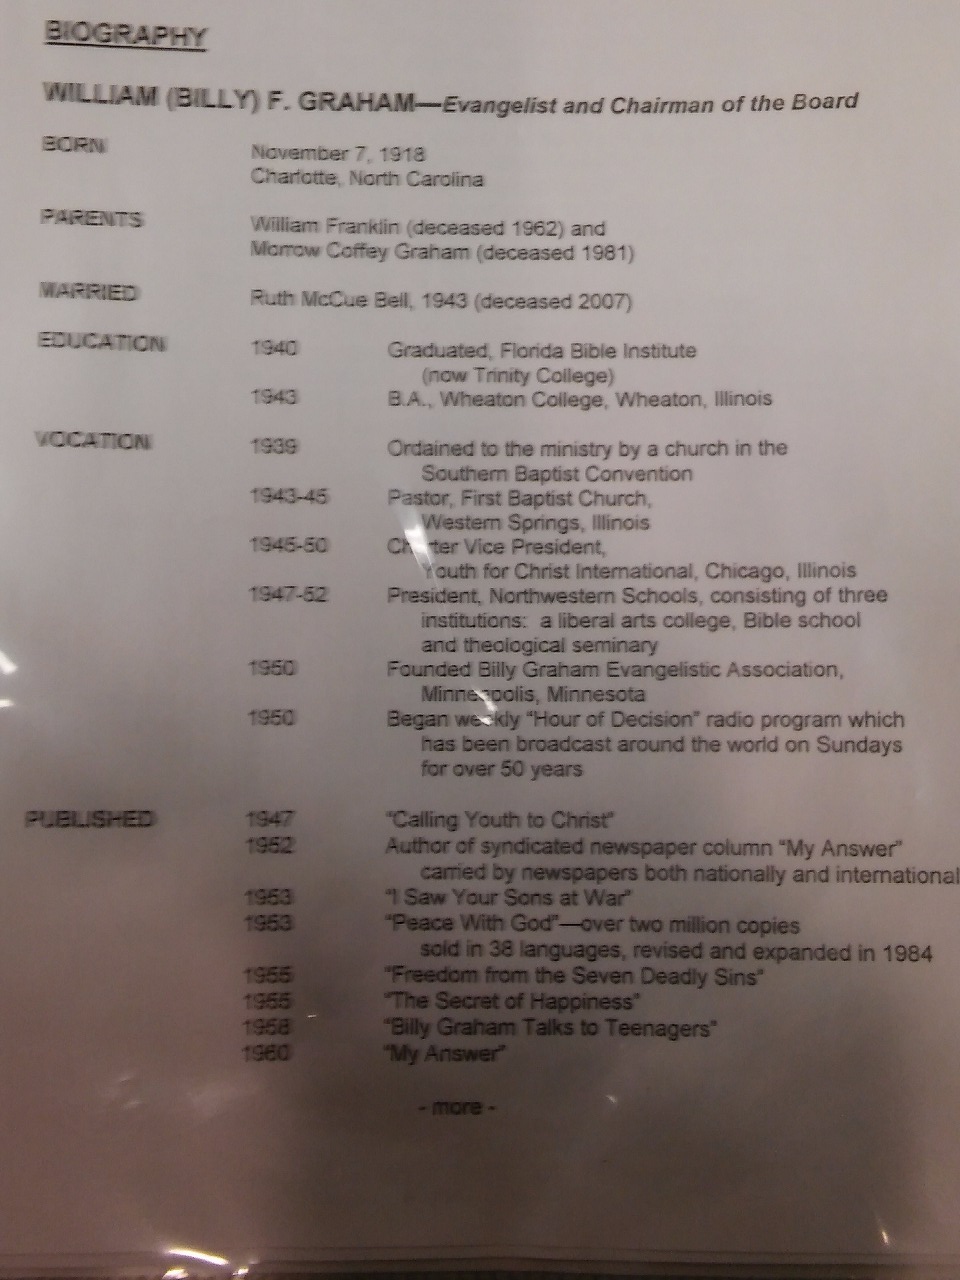 BIOGRAPHY
WILLIAM (BILLY) F. GRAHAM—Evangelist and Chairman of the Board
BORN November 7, 1918
Charlotte, North Carolina
PARENTS William Franklin (deceased 1962) and
Morrow Coffey Graham (deceased 1981)
MARRIED Ruth McCue Bell, 1943 (deceased 2007)
EDUCATION 1940 Graduated, Florida Bible Institute
(now Trinity College)
1943 B.A., Wheaton College, Wheaton, Illinois
VOCATION 1939 Ordained to the ministry by a church in the
Southern Baptist Convention
1943-45 Pastor, First Baptist Church,
Western Springs, Illinois
1945-50 Charter Vice President,
Youth for Christ International, Chicago, Illinois
1947-52 President, Northwestern Schools, consisting of three
institutions: a liberal arts college, Bible school
and theological seminary
1950 Founded Billy Graham Evangelistic Association,
Minneapolis, Minnesota
1950 Began weekly “Hour of Decision” radio program which
has been broadcast around the world on Sundays
for over 50 years
PUBLISHED 1947 “Calling Youth to Christ”
1952 Author of syndicated newspaper column “My Answer”
carried by newspapers both nationally and international
1953 “I Saw Your Sons at War”
1953 “Peace With God”—over two million copies
sold in 38 languages, revised and expanded in 1984
1955 “Freedom from the Seven Deadly Sins”
1955 “The Secret of Happiness”
1958 “Billy Graham Talks to Teenagers”
1960 “My Answer”
- more -